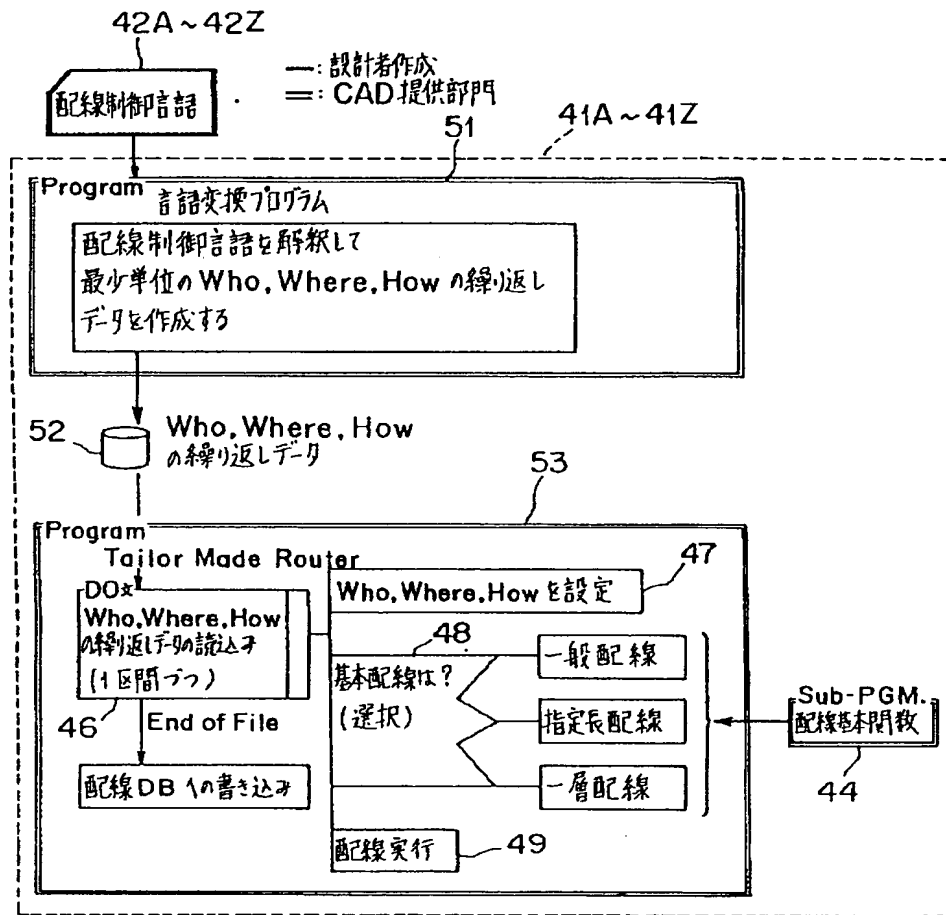 42A～42Z
配線制御言語
—: 設計者作成
=: CAD提供部門
41A～41Z
51
Program
言語変換プログラム
配線制御言語を解釈して
最少単位のWho,Where,Howの繰り返し
データを作成する
52
Who,Where,How
の繰り返しデータ
53
Program
Tailor Made Router
DO文
Who,Where,How
の繰り返しデータの読込み
(1区間づつ)
46
End of File
配線DBへの書き込み
Who,Where,Howを設定
47
48
基本配線は?
(選択)
一般配線
指定長配線
一層配線
Sub-PGM.
配線基本関数
44
配線実行
49